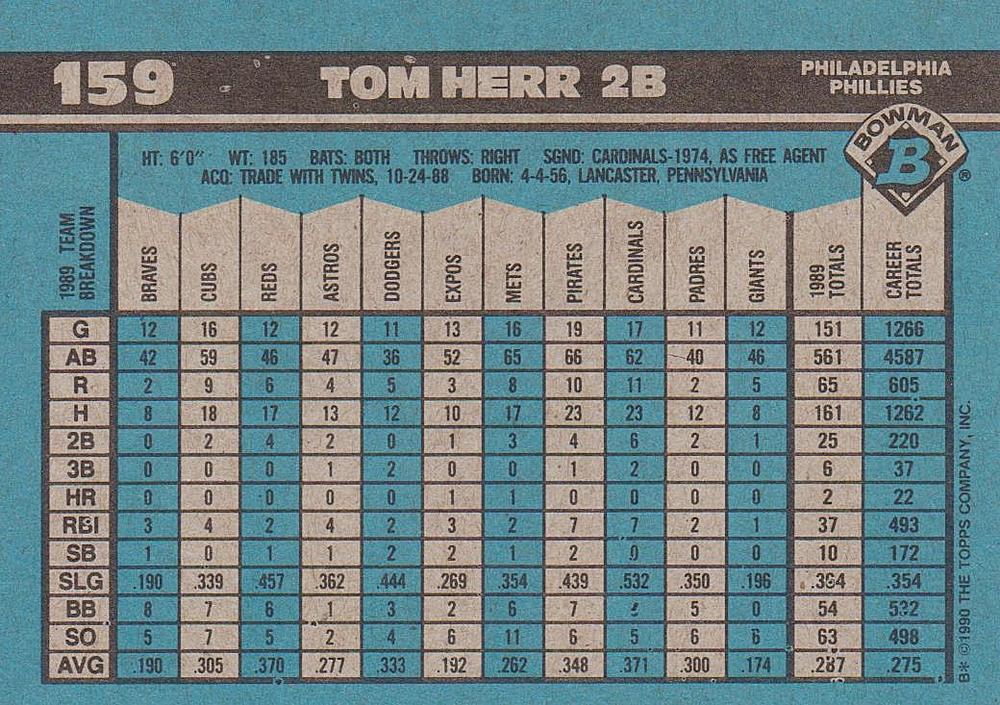 159 TOM HERR 2B PHILADELPHIA
PHILLIES
BOWMAN
B ®
HT: 6'0" WT: 185 BATS: BOTH THROWS: RIGHT SGND: CARDINALS-1974, AS FREE AGENT
ACQ: TRADE WITH TWINS, 10-24-88 BORN: 4-4-56, LANCASTER, PENNSYLVANIA
1989 TEAM BREAKDOWN BRAVES CUBS REDS ASTROS DODGERS EXPOS METS PIRATES CARDINALS PADRES GIANTS 1989 TOTALS CAREER TOTALS
G 12 16 12 12 11 13 16 19 17 11 12 151 1266
AB 42 59 46 47 36 52 65 66 62 40 46 561 4587
R 2 9 6 4 5 3 8 10 11 2 5 65 605
H 8 18 17 13 12 10 17 23 23 12 8 161 1262
2B 0 2 4 2 0 1 3 4 6 2 1 25 220
3B 0 0 0 1 2 0 0 1 2 0 0 6 37
HR 0 0 0 0 0 1 1 0 0 0 0 2 22
RBI 3 4 2 4 2 3 2 7 7 2 1 37 493
SB 1 0 1 1 2 2 1 2 0 0 0 10 172
SLG .190 .339 .457 .362 .444 .269 .354 .439 .532 .350 .196 .364 .354
BB 8 7 6 1 3 2 6 7 5 0 54 532
SO 5 7 5 2 4 6 11 6 5 6 6 63 498
AVG .190 .305 .370 .277 .333 .192 .262 .348 .371 .300 .174 .287 .275
B* ©1990 THE TOPPS COMPANY, INC.